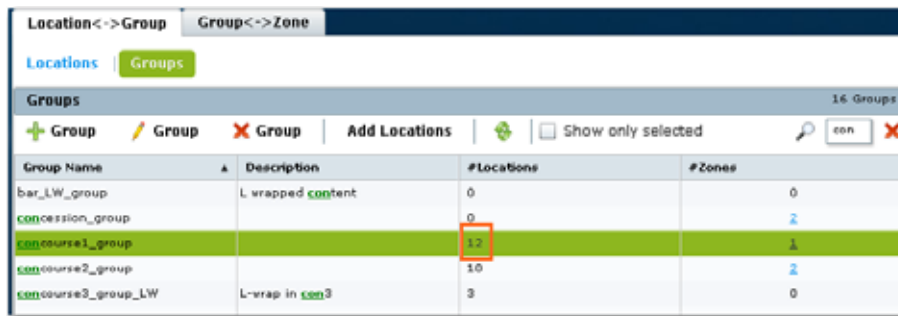 Location<->Group Group<->Zone
Locations | Groups
Groups 16 Groups
Group Group Group Add Locations Show only selected con
Group Name Description #Locations #Zones
bar_LW_group L wrapped content 0 0
concession_group 0 2
concourse1_group 12 1
concourse2_group 10 2
concourse3_group_LW L-wrap in con3 3 0